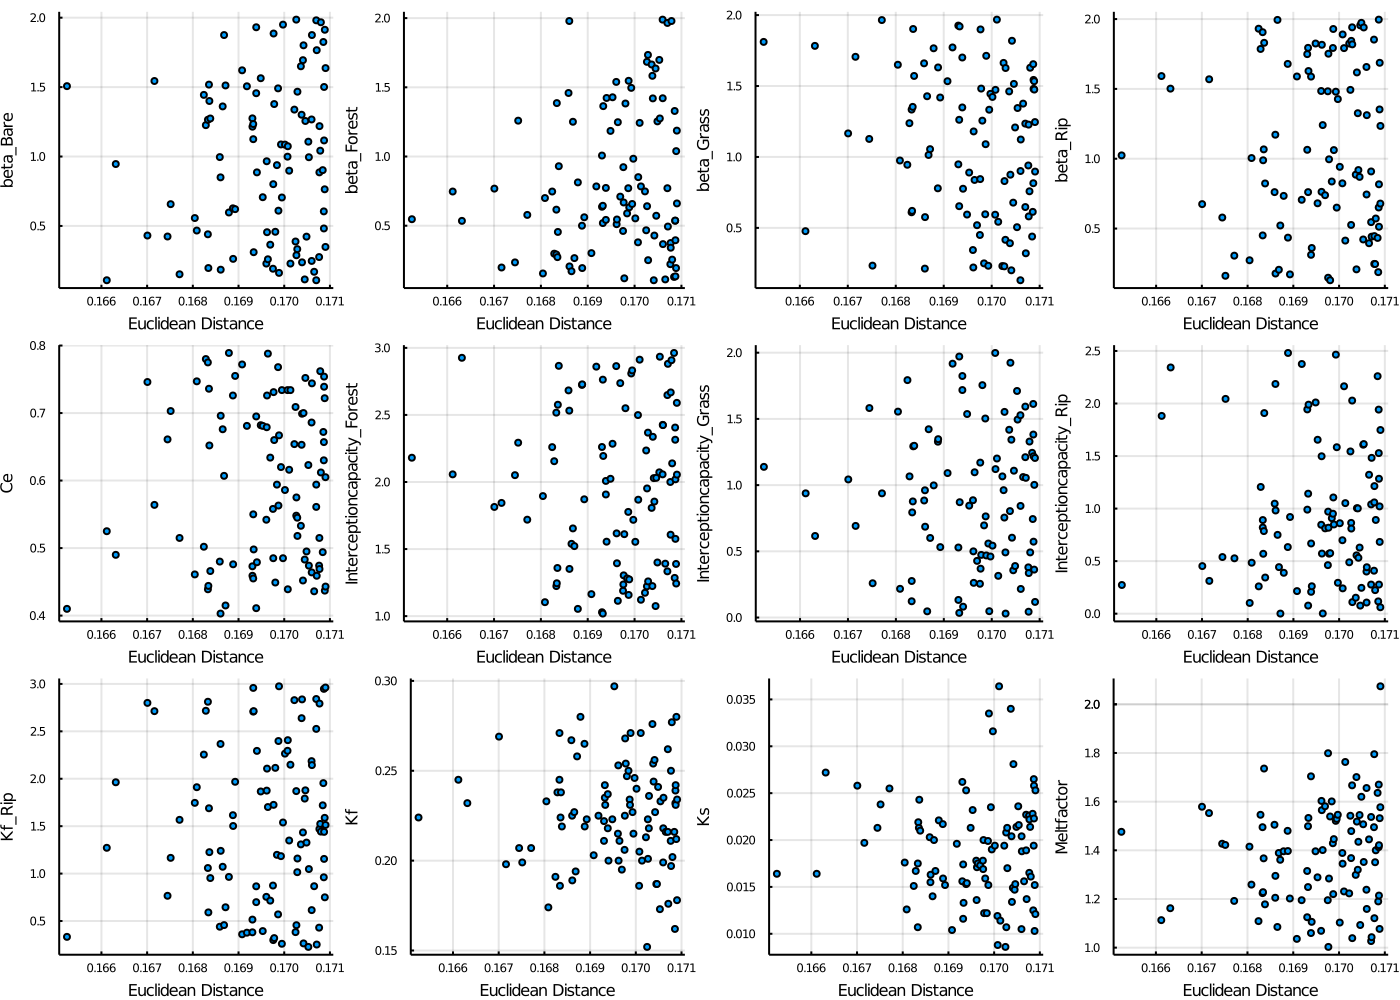 beta_Bare
2.0
1.5
1.0
0.5
0.166 0.167 0.168 0.169 0.170 0.171
Euclidean Distance
beta_Forest
2.0
1.5
1.0
0.5
0.166 0.167 0.168 0.169 0.170 0.171
Euclidean Distance
beta_Grass
2.0
1.5
1.0
0.5
0.166 0.167 0.168 0.169 0.170 0.171
Euclidean Distance
beta_Rip
2.0
1.5
1.0
0.5
0.166 0.167 0.168 0.169 0.170 0.171
Euclidean Distance
Ce
0.8
0.7
0.6
0.5
0.4
0.166 0.167 0.168 0.169 0.170 0.171
Euclidean Distance
Interceptioncapacity_Forest
3.0
2.5
2.0
1.5
1.0
0.166 0.167 0.168 0.169 0.170 0.171
Euclidean Distance
Interceptioncapacity_Grass
2.0
1.5
1.0
0.5
0.0
0.166 0.167 0.168 0.169 0.170 0.171
Euclidean Distance
Interceptioncapacity_Rip
2.5
2.0
1.5
1.0
0.5
0.0
0.166 0.167 0.168 0.169 0.170 0.171
Euclidean Distance
Kf_Rip
3.0
2.5
2.0
1.5
1.0
0.5
0.166 0.167 0.168 0.169 0.170 0.171
Euclidean Distance
Kf
0.30
0.25
0.20
0.15
0.166 0.167 0.168 0.169 0.170 0.171
Euclidean Distance
Ks
0.035
0.030
0.025
0.020
0.015
0.010
0.166 0.167 0.168 0.169 0.170 0.171
Euclidean Distance
Meltfactor
2.0
1.8
1.6
1.4
1.2
1.0
0.166 0.167 0.168 0.169 0.170 0.171
Euclidean Distance